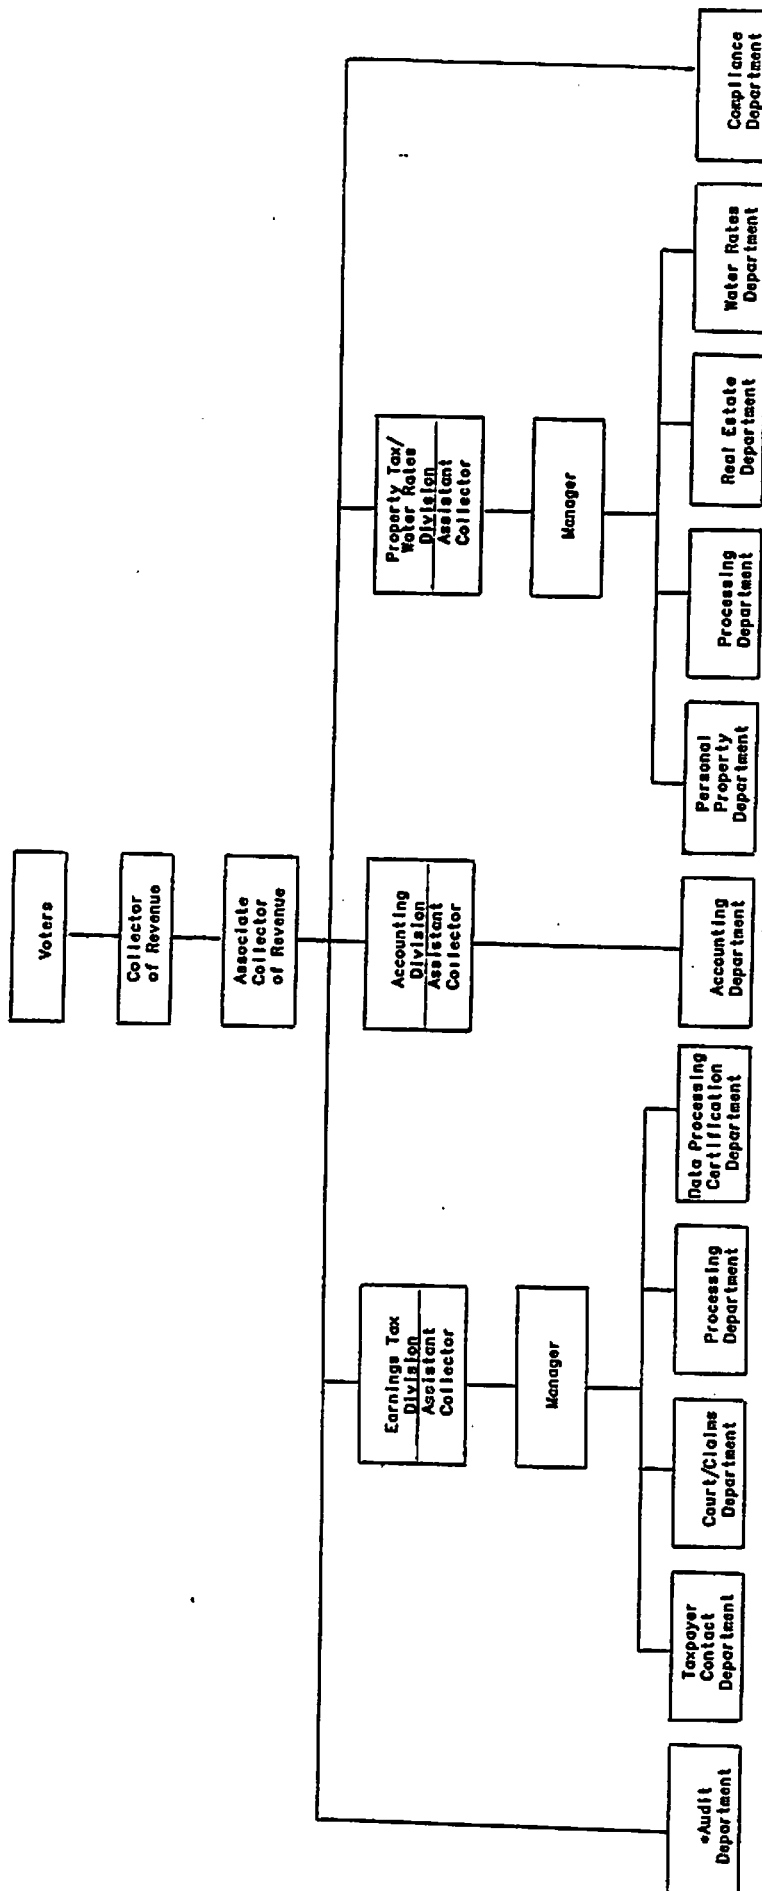 Voters
Collector
of Revenue
Associate
Collector
of Revenue
Earnings Tax
Division
Assistant
Collector
Accounting
Division
Assistant
Collector
Property Tax/
Water Rates
Division
Assistant
Collector
Manager
Manager
*Audit
Department
Taxpayer
Contact
Department
Court/Claims
Department
Processing
Department
Data Processing
Certification
Department
Accounting
Department
Personal
Property
Department
Processing
Department
Real Estate
Department
Water Rates
Department
Compliance
Department